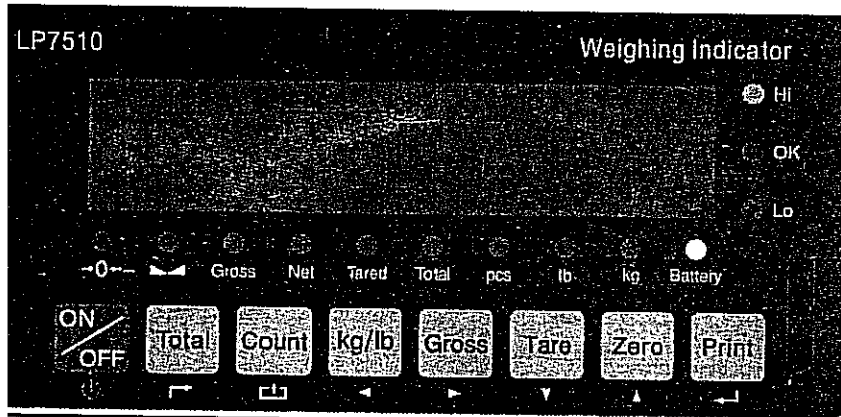 LP7510
Weighing Indicator
Hi
OK
Lo
→0← Gross Net Tared Total pcs lb kg Battery
ON/OFF Total Count kg/lb Gross Tare Zero Print